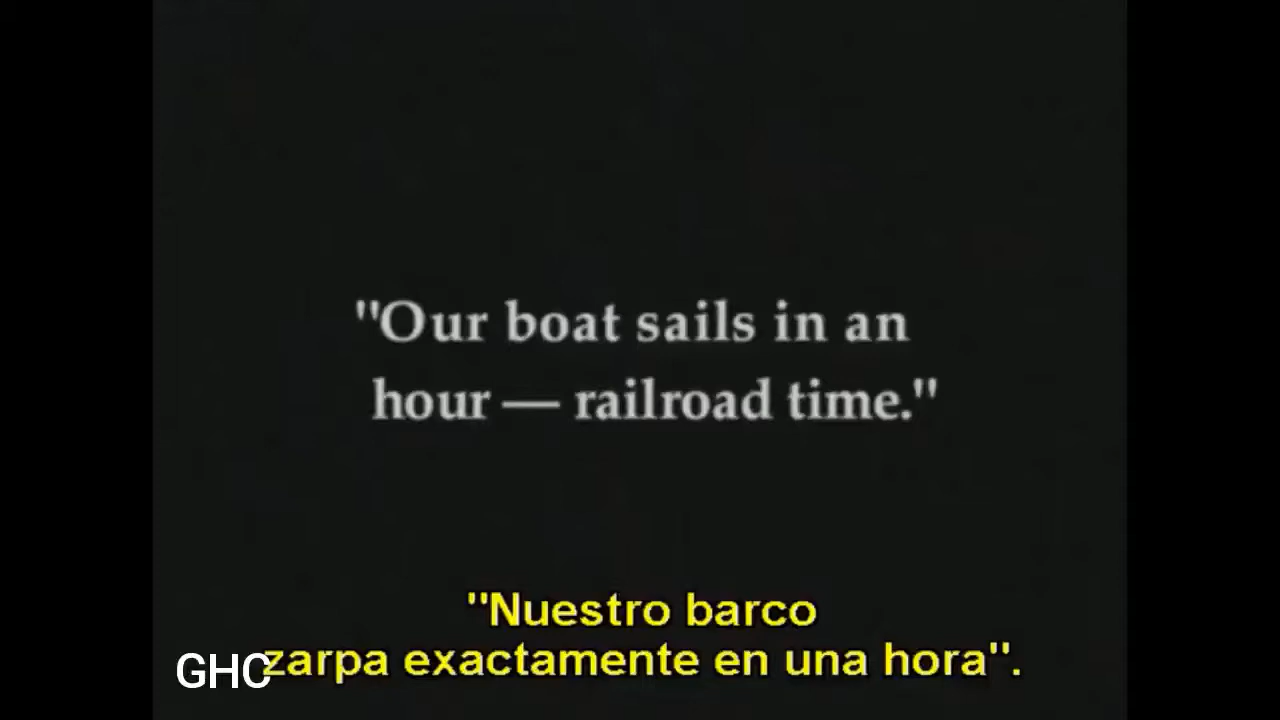 "Our boat sails in an
hour — railroad time."
"Nuestro barco
zarpa exactamente en una hora".
GHC